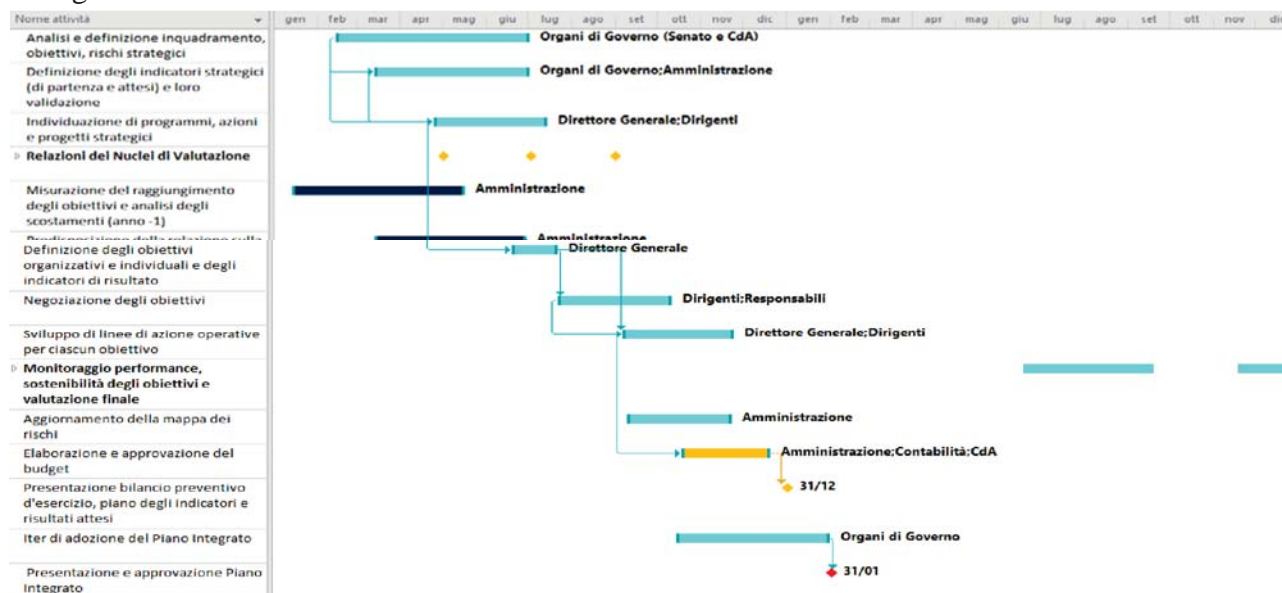 Nome attività gen feb mar apr mag giu lug ago set ott nov dic gen feb mar apr mag giu lug ago set ott nov
Analisi e definizione inquadramento,
obiettivi, rischi strategici
Organi di Governo (Senato e CdA)
Definizione degli indicatori strategici
(di partenza e attesi) e loro
validazione
Organi di Governo;Amministrazione
Individuazione di programmi, azioni
e progetti strategici
Direttore Generale;Dirigenti
Relazioni dei Nuclei di Valutazione
Misurazione del raggiungimento
degli obiettivi e analisi degli
scostamenti (anno -1)
Amministrazione
Predisposizione della relazione sulla
Amministrazione
Definizione degli obiettivi
organizzativi e individuali e degli
indicatori di risultato
Direttore Generale
Negoziazione degli obiettivi
Dirigenti;Responsabili
Sviluppo di linee di azione operative
per ciascun obiettivo
Direttore Generale;Dirigenti
Monitoraggio performance,
sostenibilità degli obiettivi e
valutazione finale
Aggiornamento della mappa dei
rischi
Amministrazione
Elaborazione e approvazione del
budget
Amministrazione;Contabilità;CdA
Presentazione bilancio preventivo
d'esercizio, piano degli indicatori e
risultati attesi
31/12
Iter di adozione del Piano Integrato
Organi di Governo
Presentazione e approvazione Piano
Integrato
31/01